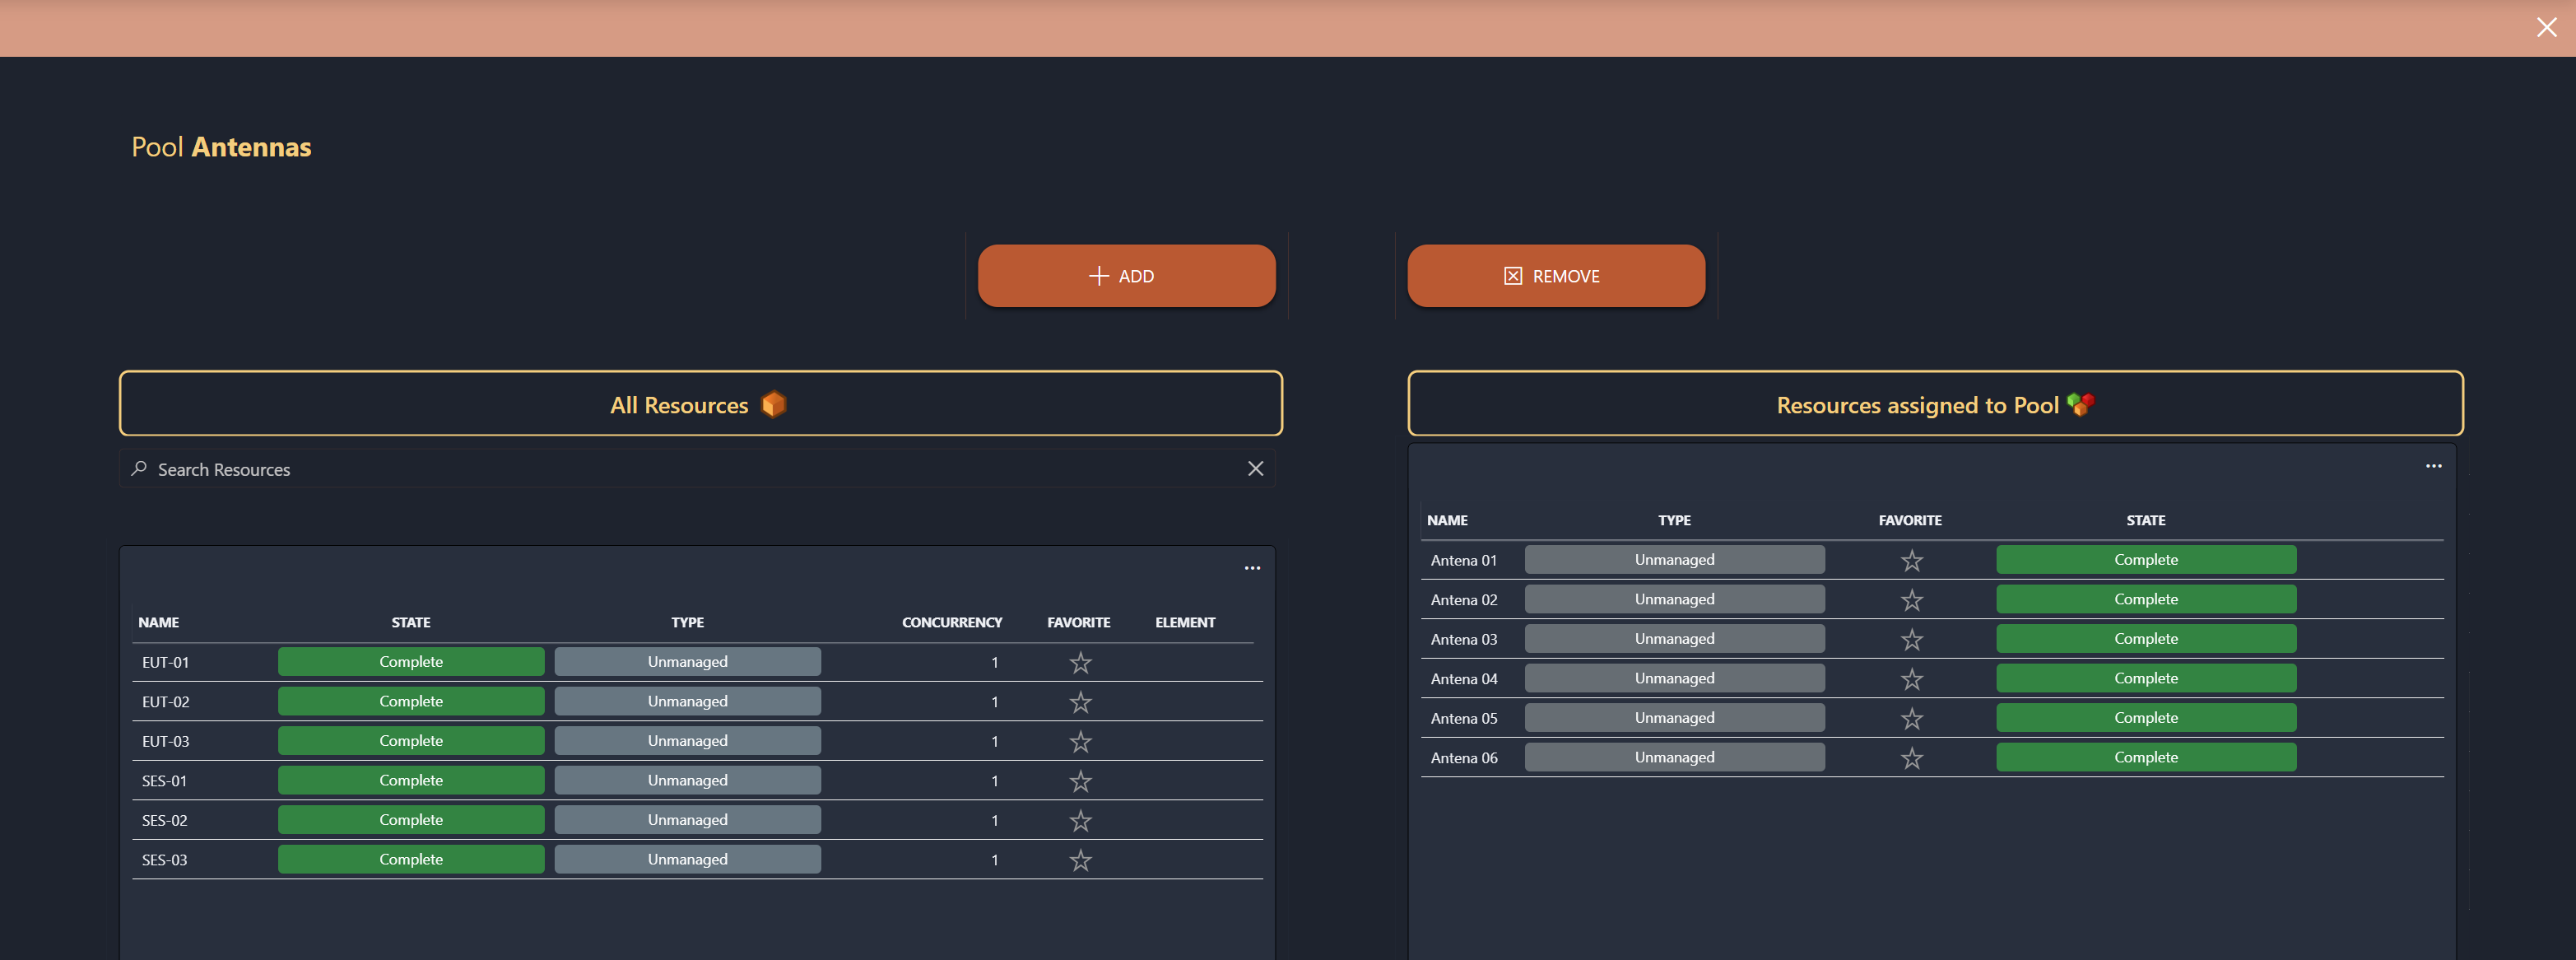 Pool Antennas
ADD
REMOVE
All Resources
Search Resources
NAME STATE TYPE CONCURRENCY FAVORITE ELEMENT
EUT-01 Complete Unmanaged 1
EUT-02 Complete Unmanaged 1
EUT-03 Complete Unmanaged 1
SES-01 Complete Unmanaged 1
SES-02 Complete Unmanaged 1
SES-03 Complete Unmanaged 1
Resources assigned to Pool
NAME TYPE FAVORITE STATE
Antena 01 Unmanaged Complete
Antena 02 Unmanaged Complete
Antena 03 Unmanaged Complete
Antena 04 Unmanaged Complete
Antena 05 Unmanaged Complete
Antena 06 Unmanaged Complete